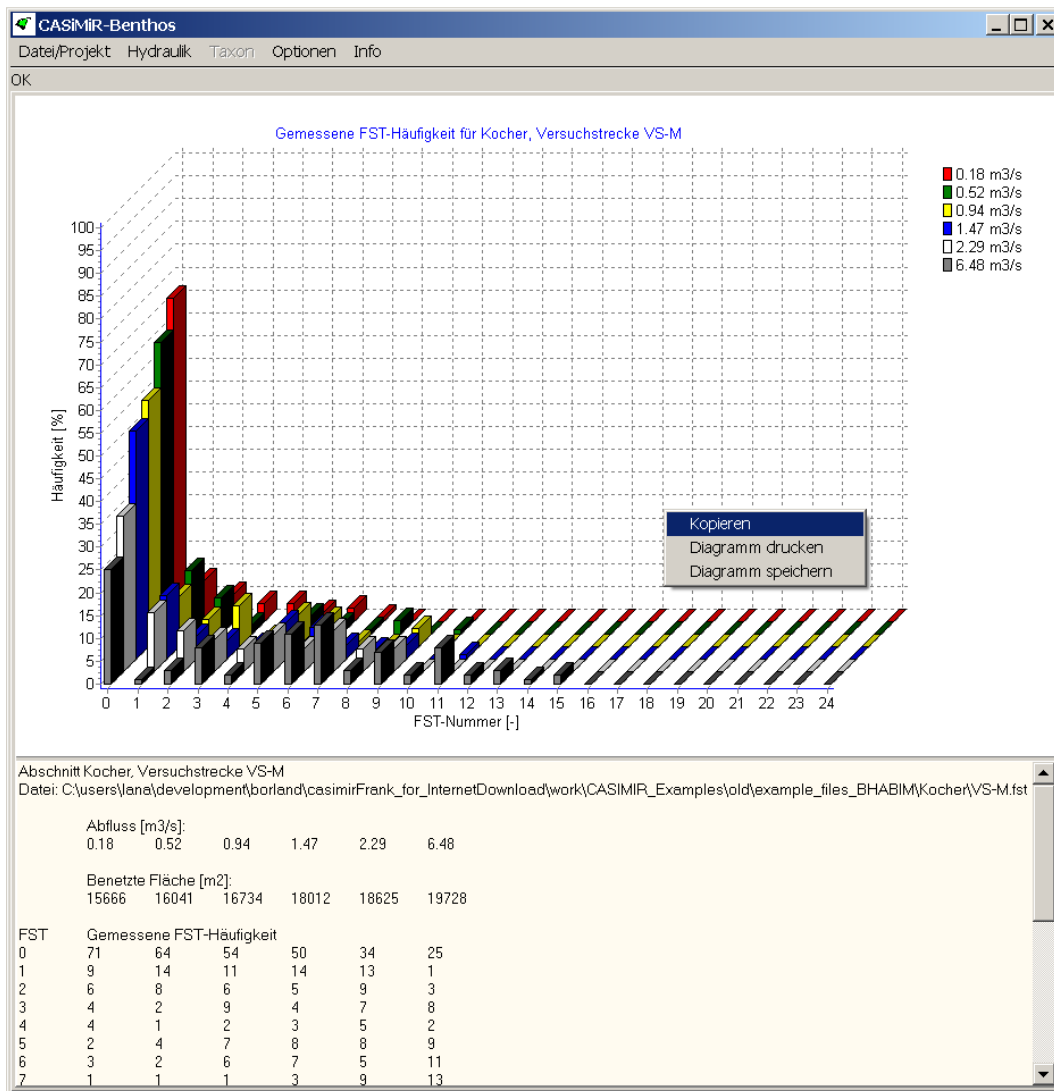 CASiMiR-Benthos
Datei/Projekt Hydraulik Taxon Optionen Info
OK
Gemessene FST-Häufigkeit für Kocher, Versuchstrecke VS-M
0.18 m3/s
0.52 m3/s
0.94 m3/s
1.47 m3/s
2.29 m3/s
6.48 m3/s
100
95
90
85
80
75
70
65
60
55
50
45
40
35
30
25
20
15
10
5
0
Häufigkeit [%]
Kopieren
Diagramm drucken
Diagramm speichern
0 1 2 3 4 5 6 7 8 9 10 11 12 13 14 15 16 17 18 19 20 21 22 23 24
FST-Nummer [-]
Abschnitt Kocher, Versuchstrecke VS-M
Datei: C:\users\lana\development\borland\casimirFrank_for_InternetDownload\work\CASIMIR_Examples\old\example_files_BHABIM\Kocher\VS-M.fst
Abfluss [m3/s]:
0.18 0.52 0.94 1.47 2.29 6.48
Benetzte Fläche [m2]:
15666 16041 16734 18012 18625 19728
FST Gemessene FST-Häufigkeit
0 71 64 54 50 34 25
1 9 14 11 14 13 1
2 6 8 6 5 9 3
3 4 2 9 4 7 8
4 4 1 2 3 5 2
5 2 4 7 8 8 9
6 3 2 6 7 5 11
7 1 1 1 3 9 13